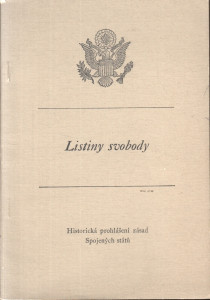 Listiny svobody
Historická prohlášení zásad
Spojených států